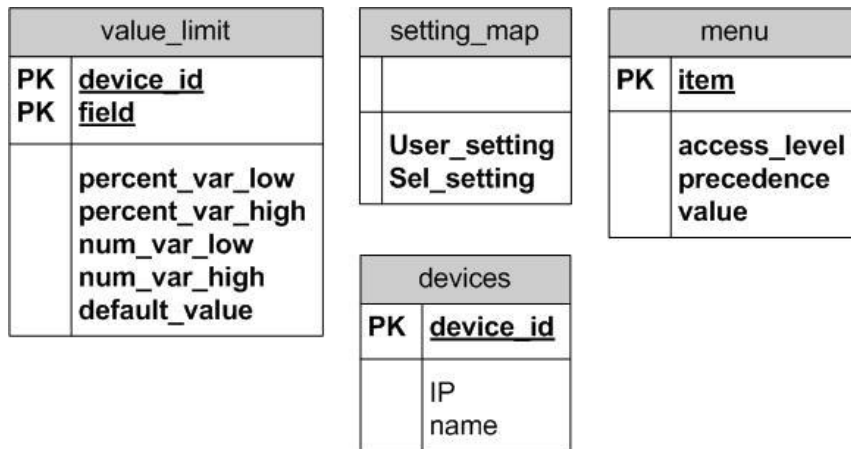 value_limit
PK device_id
PK field
percent_var_low
percent_var_high
num_var_low
num_var_high
default_value
setting_map
User_setting
Sel_setting
menu
PK item
access_level
precedence
value
devices
PK device_id
IP
name